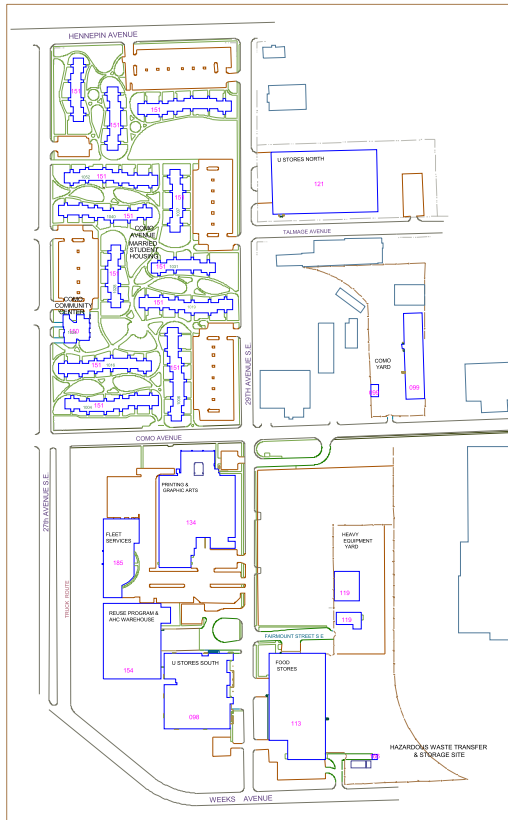 HENNEPIN AVENUE
151
151
151
U STORES NORTH
121
151
151
151
COMO
AVENUE
MARRIED
STUDENT
HOUSING
TALMAGE AVENUE
151
151
151
COMO
COMMUNITY
CENTER
COMO
YARD
099
151
151
151
29TH AVENUE S.E.
COMO AVENUE
27th AVENUE S.E.
PRINTING &
GRAPHIC ARTS
134
FLEET
SERVICES
185
HEAVY
EQUIPMENT
YARD
119
119
TRUCK ROUTE
REUSE PROGRAM &
AHC WAREHOUSE
154
FAIRMOUNT STREET S E
U STORES SOUTH
098
FOOD
STORES
113
HAZARDOUS WASTE TRANSFER
& STORAGE SITE
WEEKS AVENUE